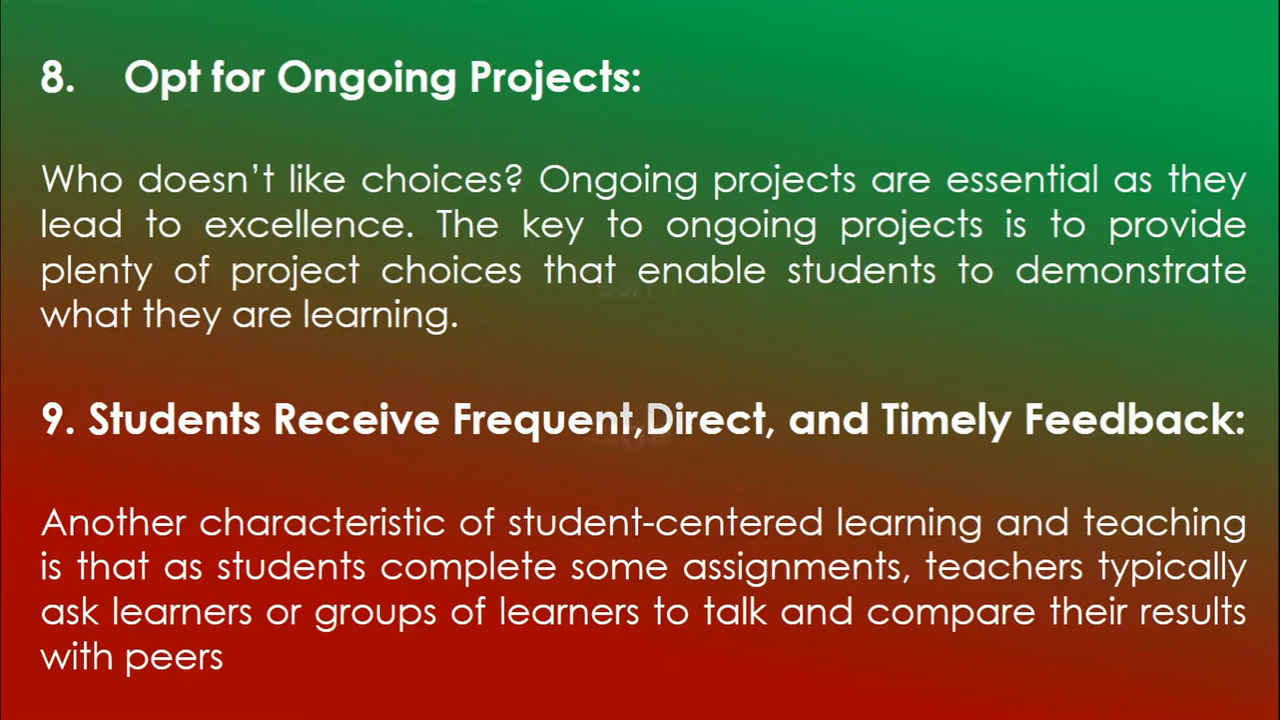 8. Opt for Ongoing Projects:
Who doesn’t like choices? Ongoing projects are essential as they
lead to excellence. The key to ongoing projects is to provide
plenty of project choices that enable students to demonstrate
what they are learning.
9. Students Receive Frequent,Direct, and Timely Feedback:
Another characteristic of student-centered learning and teaching
is that as students complete some assignments, teachers typically
ask learners or groups of learners to talk and compare their results
with peers